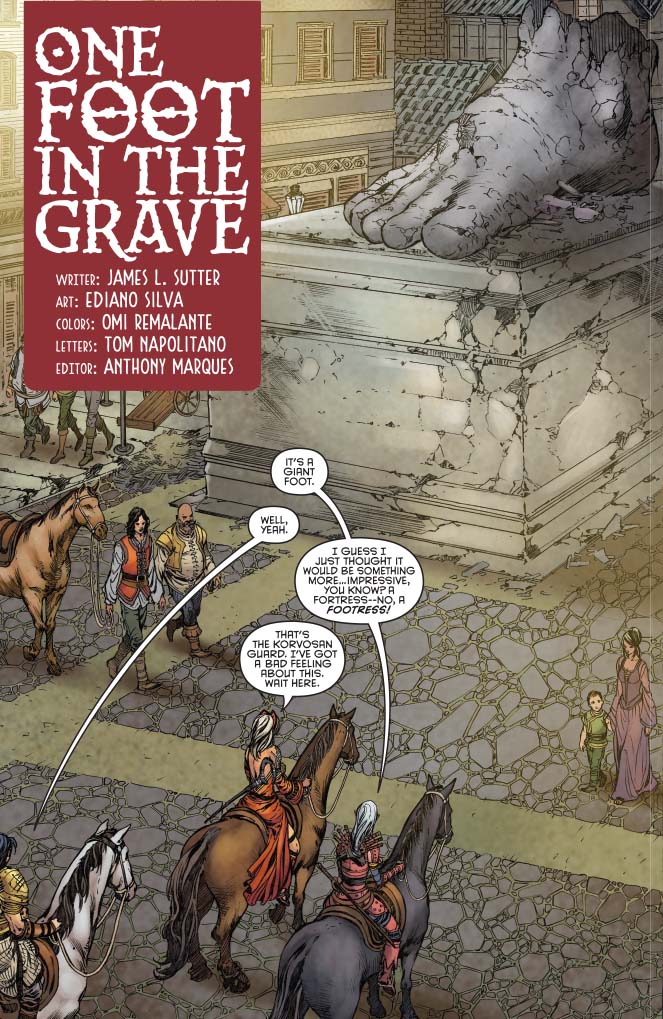 ONE
FOOT
IN THE
GRAVE
WRITER: JAMES L. SUTTER
ART: EDIANO SILVA
COLORS: OMI REMALANTE
LETTERS: TOM NAPOLITANO
EDITOR: ANTHONY MARQUES
IT'S A
GIANT
FOOT.
WELL,
YEAH.
I GUESS I
JUST THOUGHT IT
WOULD BE SOMETHING
MORE...IMPRESSIVE,
YOU KNOW? A
FORTRESS--NO, A
FOOTRESS!
THAT'S
THE KORVOSAN
GUARD. I'VE GOT
A BAD FEELING
ABOUT THIS.
WAIT HERE.